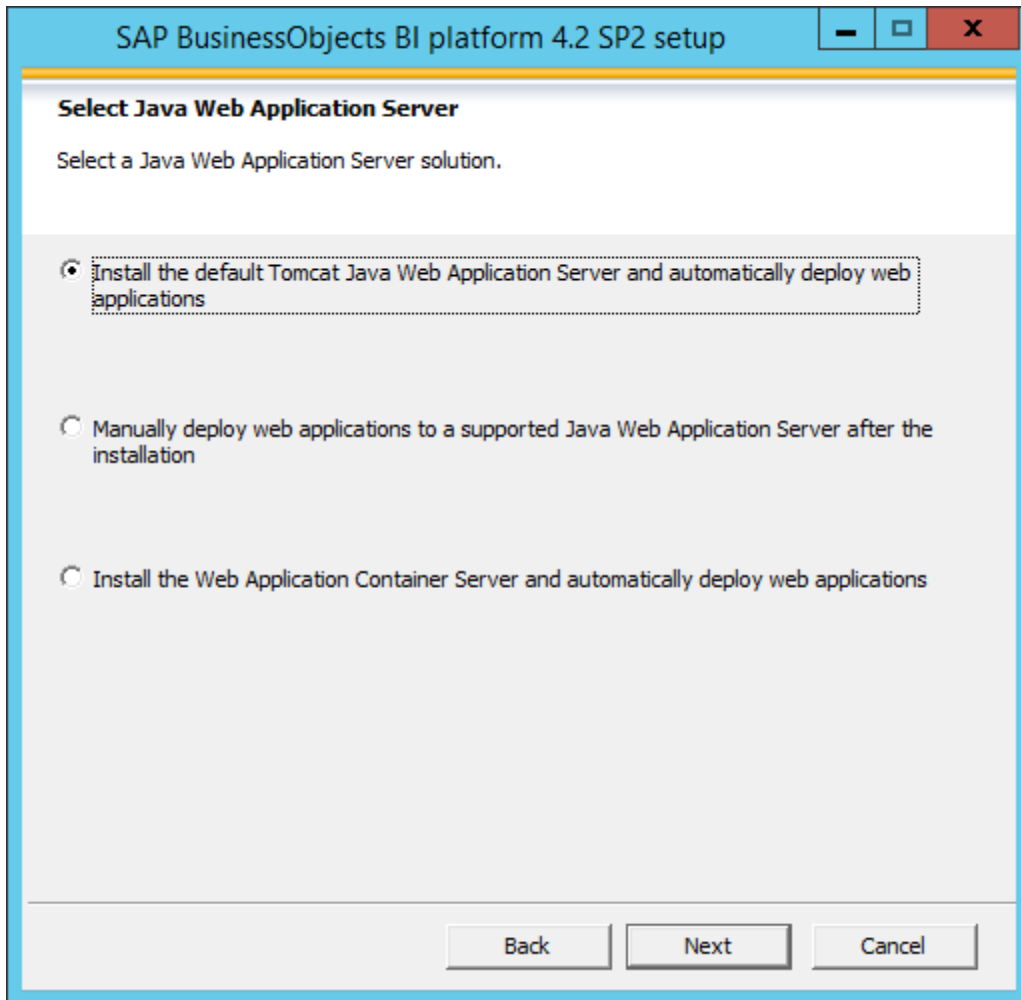 SAP BusinessObjects BI platform 4.2 SP2 setup
Select Java Web Application Server
Select a Java Web Application Server solution.
Install the default Tomcat Java Web Application Server and automatically deploy web
applications
Manually deploy web applications to a supported Java Web Application Server after the
installation
Install the Web Application Container Server and automatically deploy web applications
Back Next Cancel